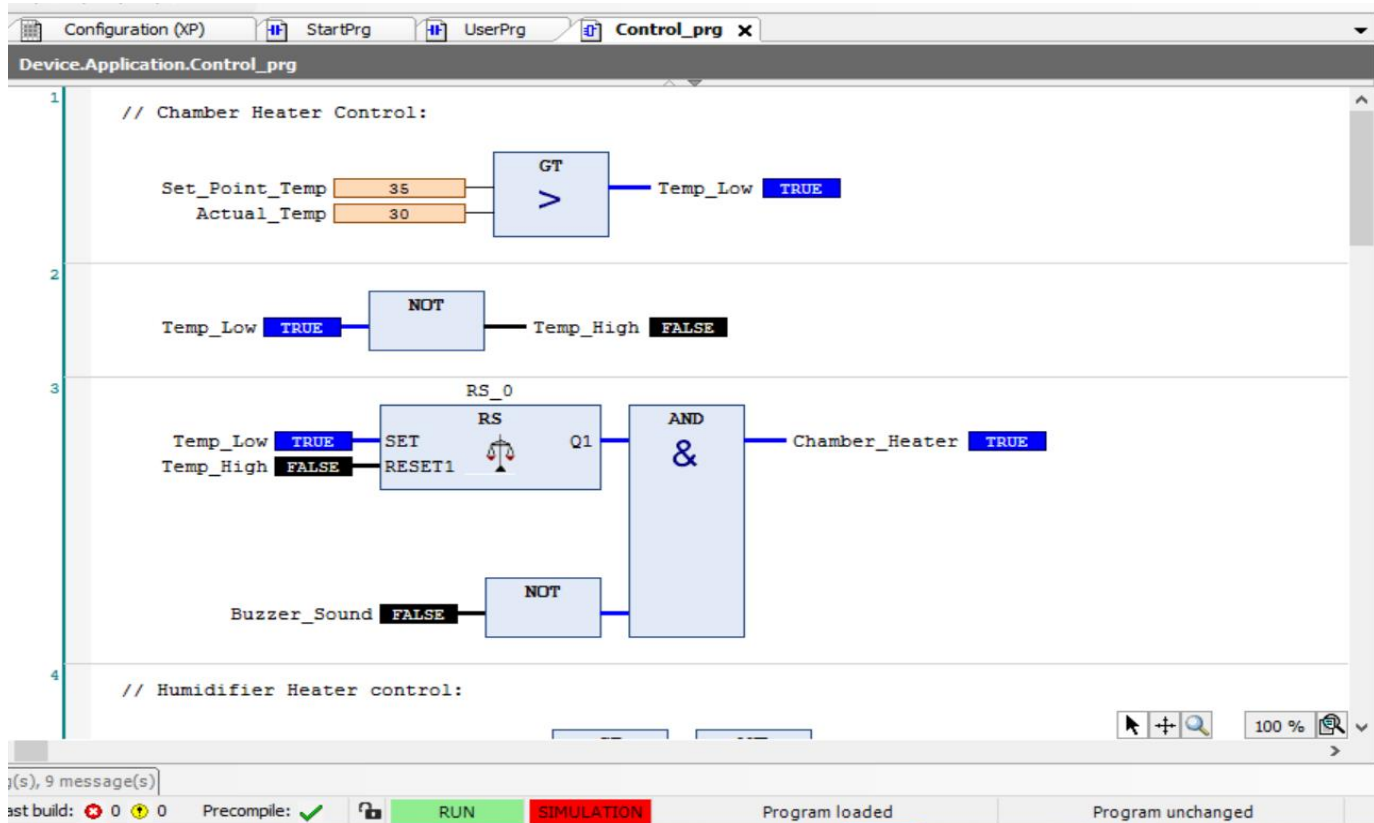 Configuration (XP) StartPrg UserPrg Control_prg
Device.Application.Control_prg
1
// Chamber Heater Control:
GT
Set_Point_Temp 35 > Temp_Low TRUE
Actual_Temp 30
2
NOT
Temp_Low TRUE Temp_High FALSE
3
RS_0
RS AND
Temp_Low TRUE SET Q1 & Chamber_Heater TRUE
Temp_High FALSE RESET1
NOT
Buzzer_Sound FALSE
4
// Humidifier Heater control:
100 %
g(s), 9 message(s)
ast build: 0 0 Precompile: RUN SIMULATION Program loaded Program unchanged